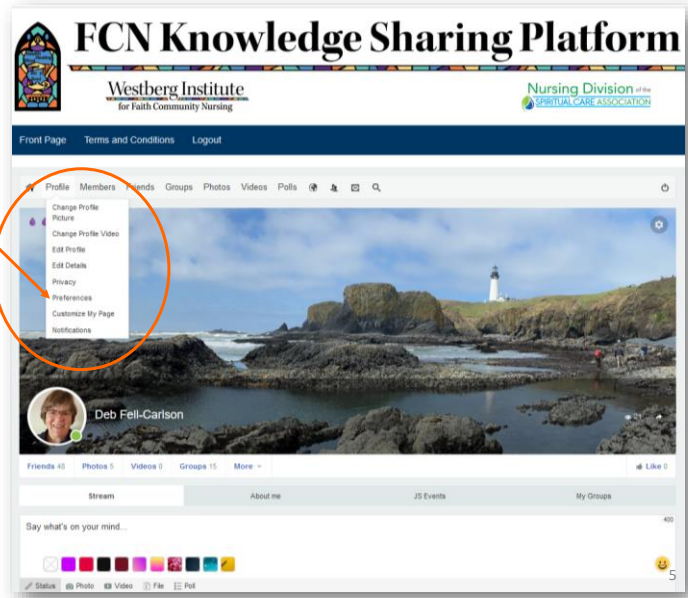 FCN Knowledge Sharing Platform
Westberg Institute
for Faith Community Nursing
Nursing Division of the
SPIRITUAL CARE ASSOCIATION
Front Page Terms and Conditions Logout
Profile Members Friends Groups Photos Videos Polls
Change Profile
Picture
Change Profile Video
Edit Profile
Edit Details
Privacy
Preferences
Customize My Page
Notifications
Deb Fell-Carlson
Friends 48 Photos 5 Videos 0 Groups 15 More
Like 0
Stream About me JS Events My Groups
Say what's on your mind...
400
Status Photo Video File Poll
5